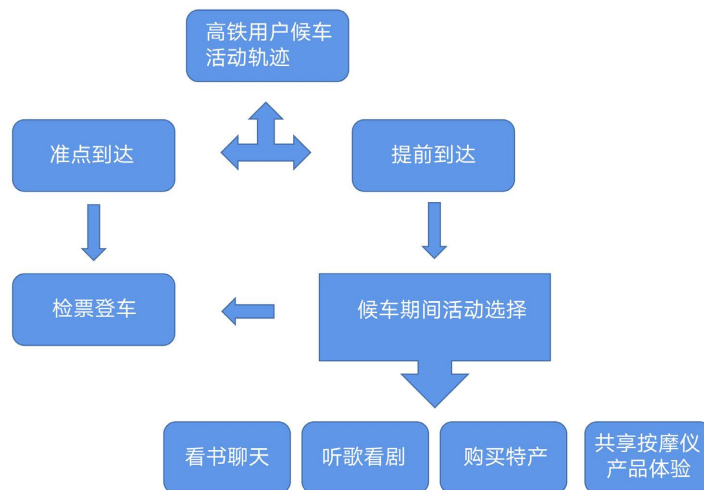 高铁用户候车
活动轨迹
准点到达
提前到达
检票登车
候车期间活动选择
看书聊天
听歌看剧
购买特产
共享按摩仪
产品体验